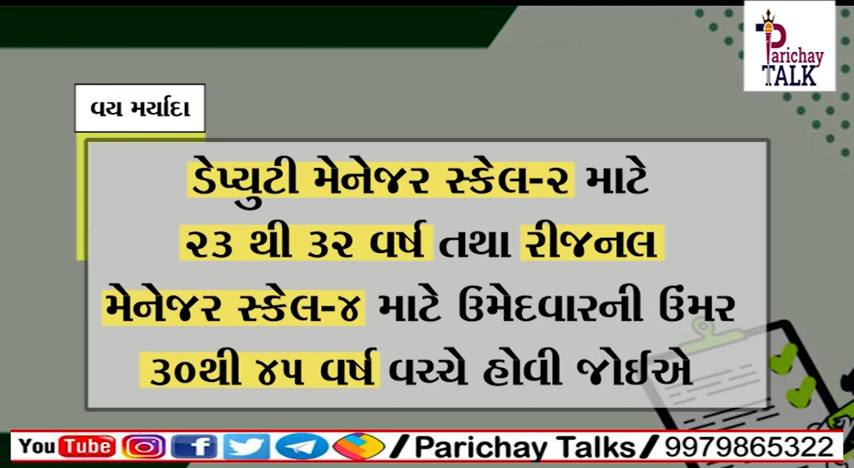 Parichay
TALK
વય મર્યાદા
ડેપ્યુટી મેનેજર સ્કેલ-૨ માટે
૨૩ થી ૩૨ વર્ષ તથા રીજનલ
મેનેજર સ્કેલ-૪ માટે ઉમેદવારની ઉંમર
૩૦થી ૪૫ વર્ષ વચ્ચે હોવી જોઈએ
YouTube / Parichay Talks / 9979865322